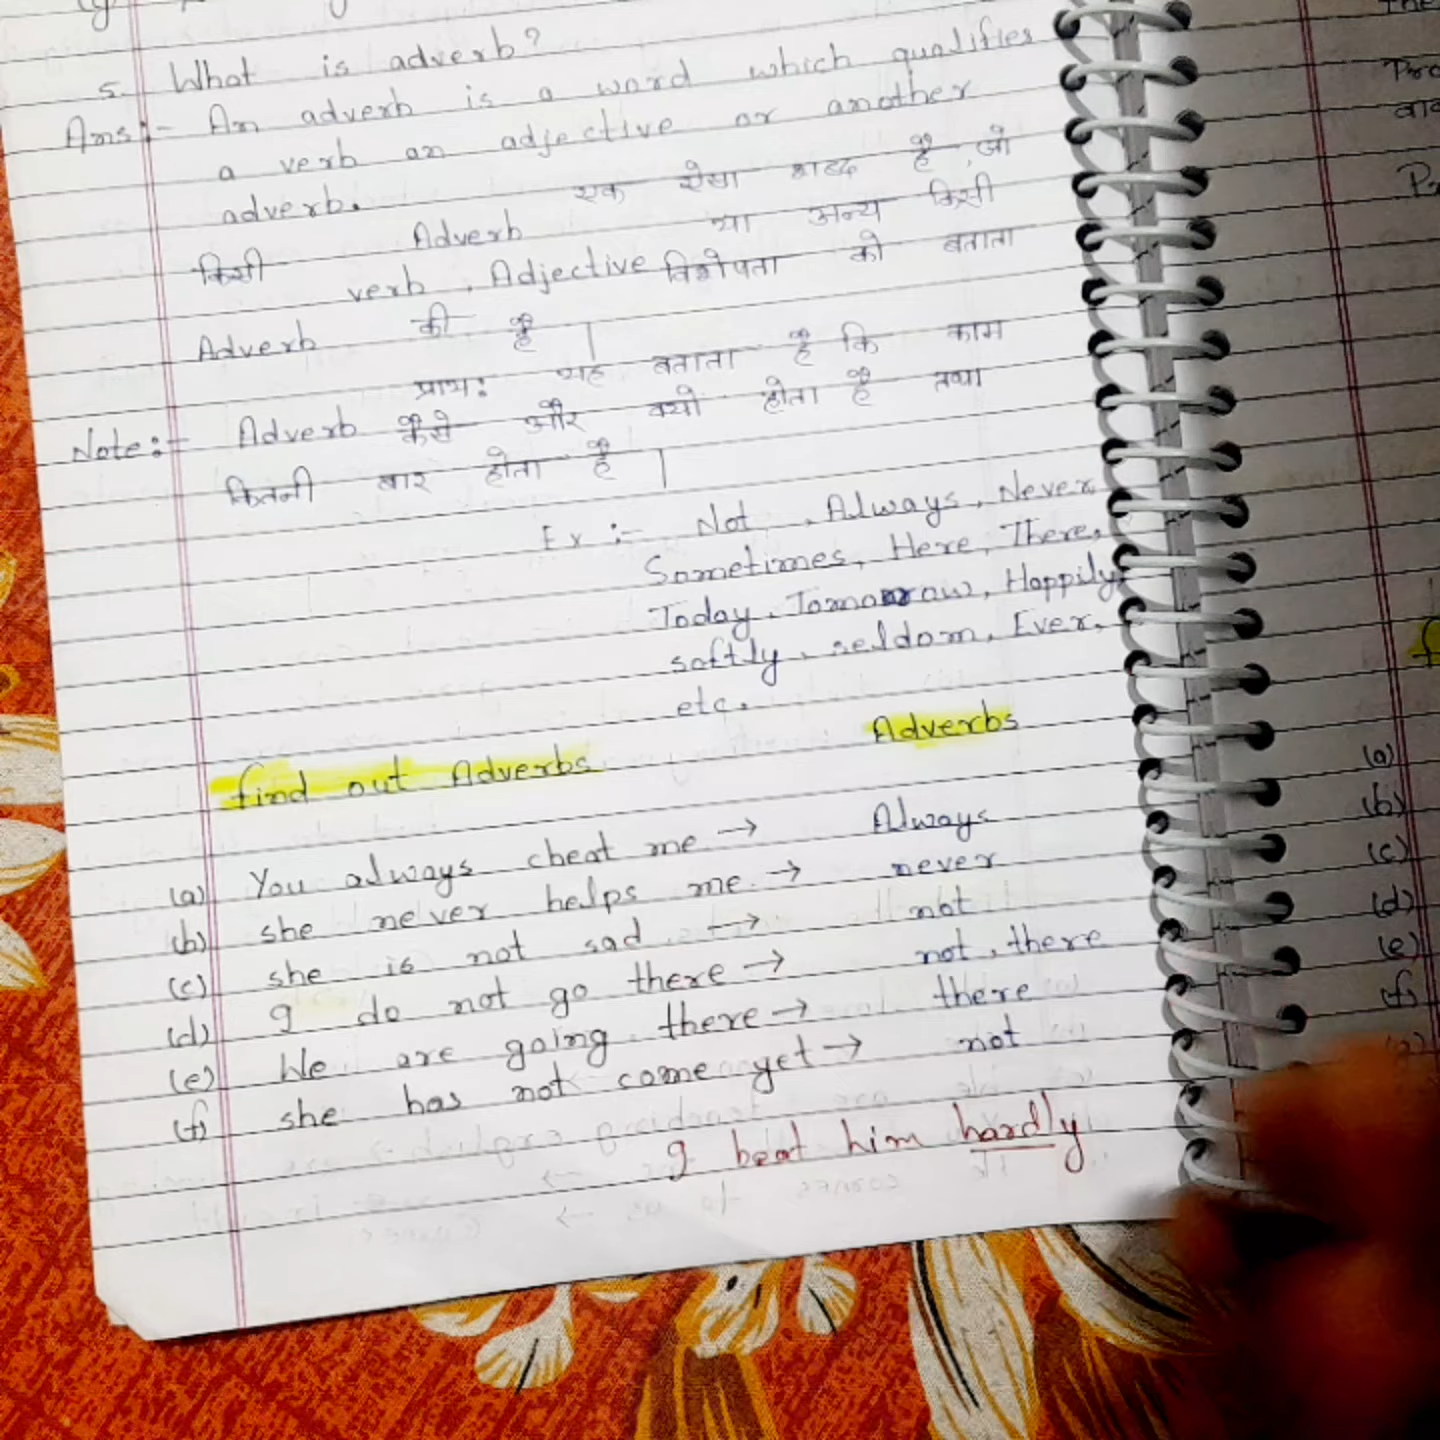 5. What is adverb?
Ans:- An adverb is a word which qualifies
a verb an adjective or another
adverb.
Adverb एक ऐसा शब्द है, जो
किसी verb, Adjective या अन्य किसी
Adverb की विशेषता को बताता
है |
Note:- Adverb प्रायः यह बताता है कि काम
कैसे और क्यों होता है तथा
कितनी बार होता है |
Ex :- Not, Always, Never,
Sometimes, Here, There,
Today, Tomorrow, Happily,
softly, seldom, Ever,
etc.
find out Adverbs Adverbs
(a) You always cheat me → Always
(b) she never helps me → never
(c) she is not sad → not
(d) I do not go there → not, there
(e) We are going there → there
(f) she has not come yet → not
I beat him hardly
The
Pro
वाक
(a)
(b)
(c)
(d)
(e)
(f)